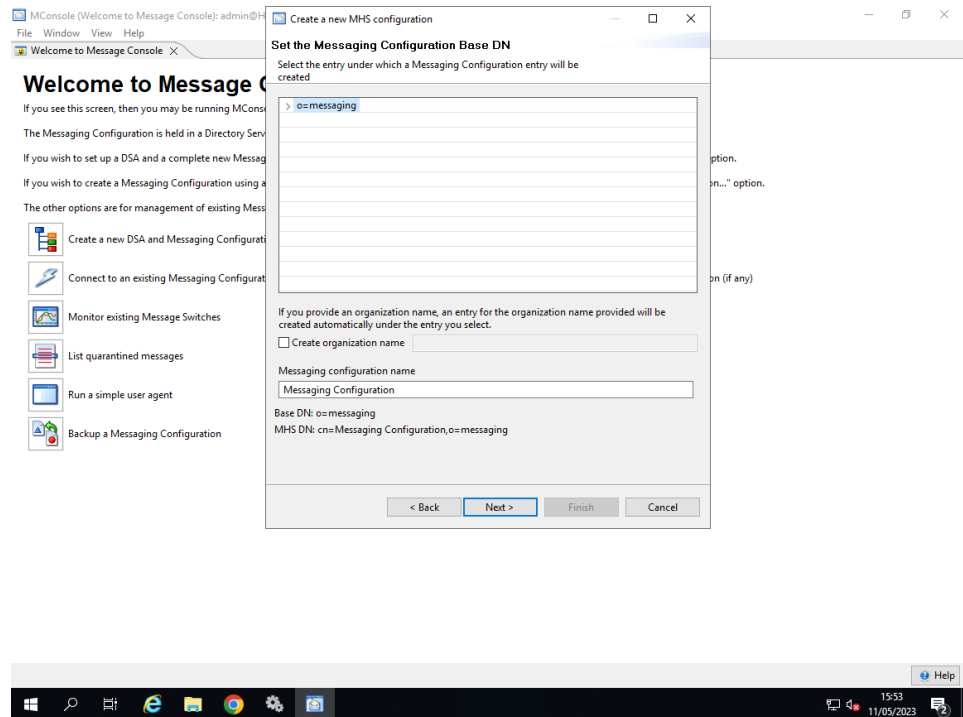 MConsole (Welcome to Message Console): admin@H
File Window View Help
Welcome to Message Console
Welcome to Message C
If you see this screen, then you may be running MConso
The Messaging Configuration is held in a Directory Serv
If you wish to set up a DSA and a complete new Messag
ption.
If you wish to create a Messaging Configuration using a
on..." option.
The other options are for management of existing Mess
Create a new DSA and Messaging Configurati
Connect to an existing Messaging Configurat
on (if any)
Monitor existing Message Switches
List quarantined messages
Run a simple user agent
Backup a Messaging Configuration
Create a new MHS configuration
Set the Messaging Configuration Base DN
Select the entry under which a Messaging Configuration entry will be
created
o=messaging
If you provide an organization name, an entry for the organization name provided will be
created automatically under the entry you select.
Create organization name
Messaging configuration name
Messaging Configuration
Base DN: o=messaging
MHS DN: cn=Messaging Configuration,o=messaging
< Back
Next >
Finish
Cancel
Help
15:53
11/05/2023
2